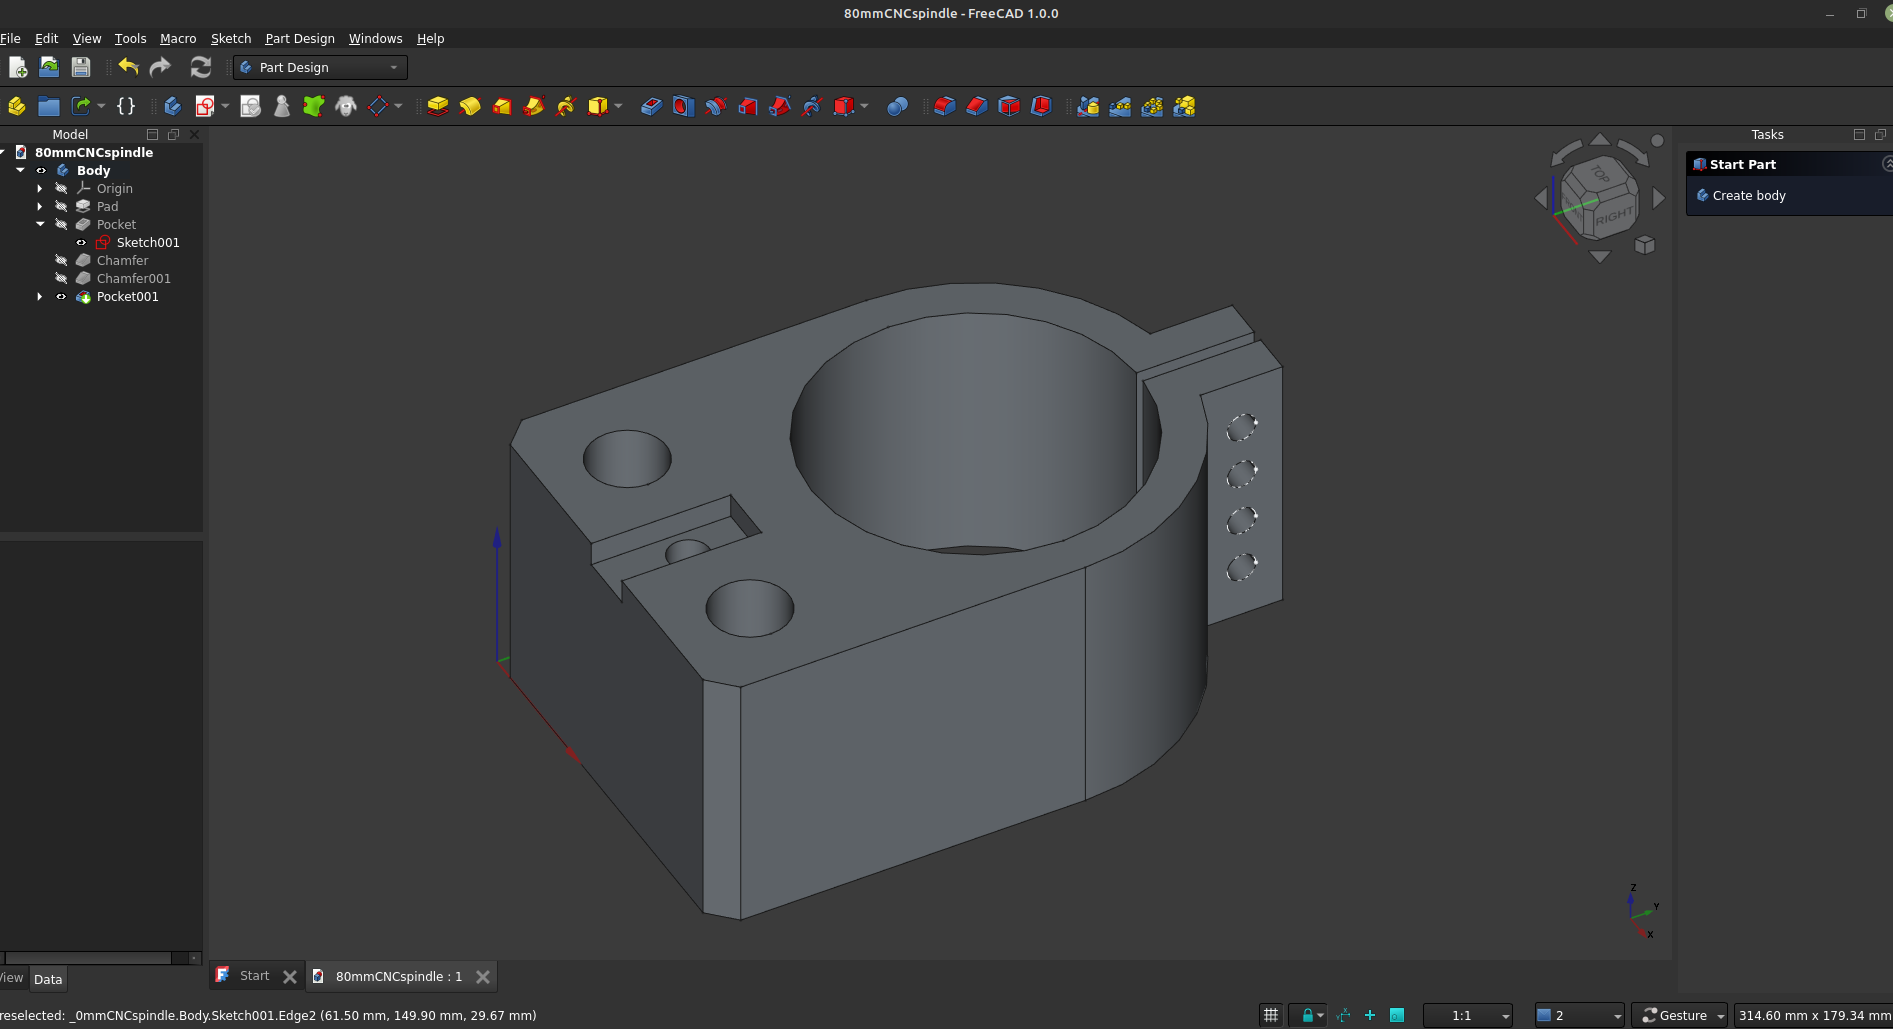 80mmCNCspindle - FreeCAD 1.0.0
File Edit View Tools Macro Sketch Part Design Windows Help
Part Design
Model
Tasks
80mmCNCspindle
Body
Origin
Pad
Pocket
Sketch001
Chamfer
Chamfer001
Pocket001
TOP
RIGHT
Start Part
Create body
Z
Y
X
View Data
Start
80mmCNCspindle : 1
reselected: _0mmCNCspindle.Body.Sketch001.Edge2 (61.50 mm, 149.90 mm, 29.67 mm)
1:1
2
Gesture
314.60 mm x 179.34 mm